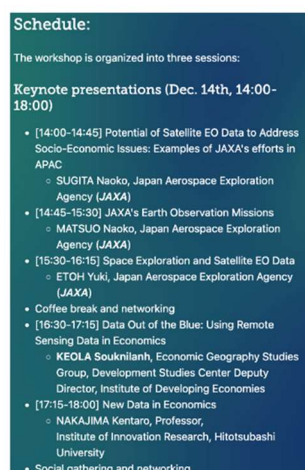 Schedule:
The workshop is organized into three sessions:
Keynote presentations (Dec. 14th, 14:00-
18:00)
• [14:00-14:45] Potential of Satellite EO Data to Address
Socio-Economic Issues: Examples of JAXA's efforts in
APAC
○ SUGITA Naoko, Japan Aerospace Exploration
Agency (JAXA)
• [14:45-15:30] JAXA's Earth Observation Missions
○ MATSUO Naoko, Japan Aerospace Exploration
Agency (JAXA)
• [15:30-16:15] Space Exploration and Satellite EO Data
○ ETOH Yuki, Japan Aerospace Exploration Agency
(JAXA)
• Coffee break and networking
• [16:30-17:15] Data Out of the Blue: Using Remote
Sensing Data in Economics
○ KEOLA Souknilanh, Economic Geography Studies
Group, Development Studies Center Deputy
Director, Institute of Developing Economies
• [17:15-18:00] New Data in Economics
○ NAKAJIMA Kentaro, Professor,
Institute of Innovation Research, Hitotsubashi
University
• Social gathering and networking